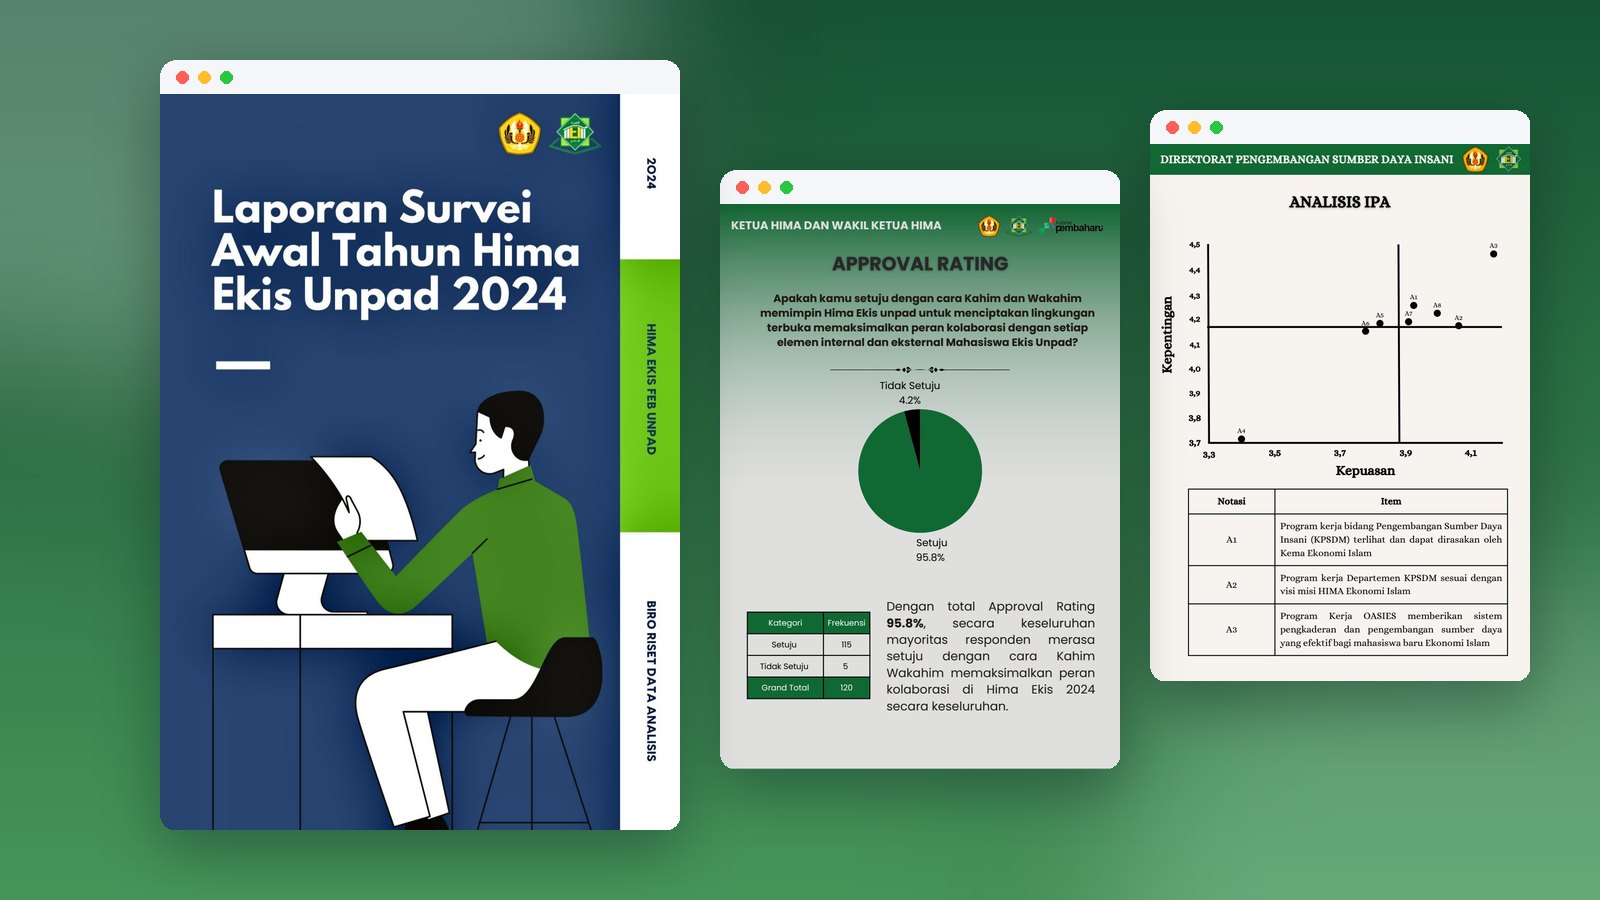 Laporan Survei
Awal Tahun Hima
Ekis Unpad 2024
2024
HIMA EKIS FEB UNPAD
BIRO RISET DATA ANALISIS
KETUA HIMA DAN WAKIL KETUA HIMA
pembaharu
APPROVAL RATING
Apakah kamu setuju dengan cara Kahim dan Wakahim
memimpin Hima Ekis unpad untuk menciptakan lingkungan
terbuka memaksimalkan peran kolaborasi dengan setiap
elemen internal dan eksternal Mahasiswa Ekis Unpad?
Tidak Setuju
4.2%
Setuju
95.8%
Kategori Frekuensi
Setuju 115
Tidak Setuju 5
Grand Total 120
Dengan total Approval Rating
95.8%, secara keseluruhan
mayoritas responden merasa
setuju dengan cara Kahim
Wakahim memaksimalkan peran
kolaborasi di Hima Ekis 2024
secara keseluruhan.
DIREKTORAT PENGEMBANGAN SUMBER DAYA INSANI
ANALISIS IPA
Kepentingan
4,5
4,4
4,3
4,2
4,1
4,0
3,9
3,8
3,7
A3
A1
A8
A7
A2
A5
A6
A4
3,3 3,5 3,7 3,9 4,1
Kepuasan
Notasi Item
A1
Program kerja bidang Pengembangan Sumber Daya
Insani (KPSDM) terlihat dan dapat dirasakan oleh
Kema Ekonomi Islam
A2
Program kerja Departemen KPSDM sesuai dengan
visi misi HIMA Ekonomi Islam
A3
Program Kerja OASIES memberikan sistem
pengkaderan dan pengembangan sumber daya
yang efektif bagi mahasiswa baru Ekonomi Islam